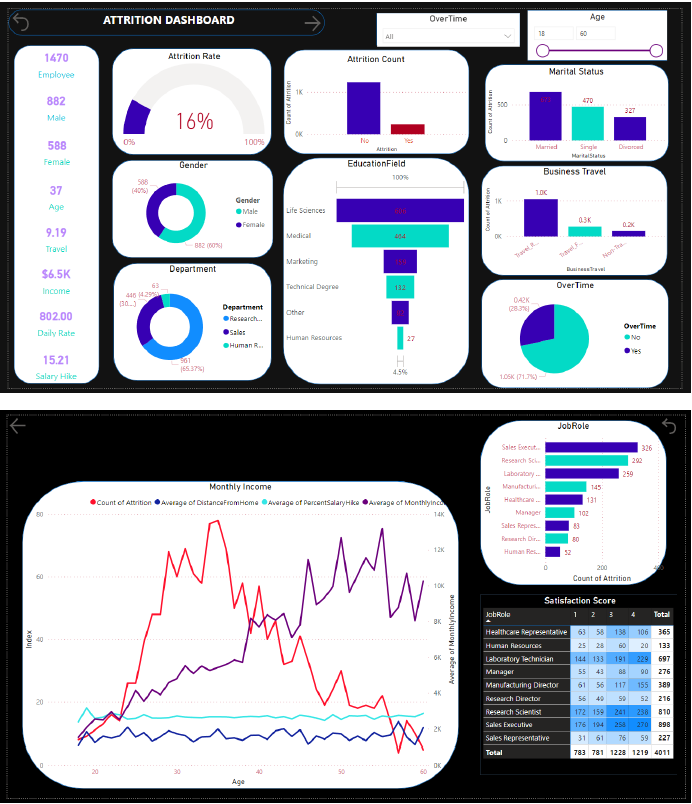 ATTRITION DASHBOARD
OverTime
All
Age
18
60
1470
Employee
882
Male
588
Female
37
Age
9.19
Travel
$6.5K
Income
802.00
Daily Rate
15.21
Salary Hike
Attrition Rate
16%
0%
100%
Attrition Count
Count of Attrition
1K
0K
No
Yes
Attrition
Marital Status
Count of Attrition
500
0
673
470
327
Married
Single
Divorced
MaritalStatus
Gender
588
(40%)
882 (60%)
Gender
Male
Female
EducationField
100%
Life Sciences
606
Medical
464
Marketing
Technical Degree
132
Other
Human Resources
27
4.5%
Business Travel
Count of Attrition
1K
0K
1.0K
0.3K
0.2K
Travel_R...
Travel_F...
Non-Tra...
BusinessTravel
Department
63
(4.29%)
446
(30....)
961
(65.37%)
Department
Research...
Sales
Human R...
OverTime
0.42K
(28.3%)
1.05K (71.7%)
OverTime
No
Yes
Monthly Income
Count of Attrition
Average of DistanceFromHome
Average of PercentSalaryHike
Average of MonthlyInco
Index
80
60
40
20
0
14K
12K
10K
8K
6K
4K
2K
0K
Average of MonthlyIncome
20
30
40
50
60
Age
JobRole
JobRole
Sales Execut... 326
Research Sci... 292
Laboratory ... 259
Manufacturi... 145
Healthcare ... 131
Manager 102
Sales Repres... 83
Research Dir... 80
Human Res... 52
0 200 400
Count of Attrition
Satisfaction Score
JobRole 1 2 3 4 Total
Healthcare Representative 63 58 138 106 365
Human Resources 25 28 60 20 133
Laboratory Technician 144 133 191 229 697
Manager 55 43 88 90 276
Manufacturing Director 61 56 117 155 389
Research Director 56 49 59 52 216
Research Scientist 172 159 241 238 810
Sales Executive 176 194 258 270 898
Sales Representative 31 61 76 59 227
Total 783 781 1228 1219 4011